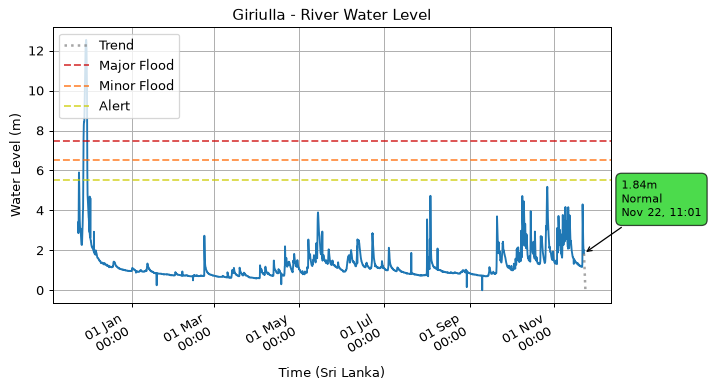 Giriulla - River Water Level
Trend
Major Flood
Minor Flood
Alert
12
10
8
6
4
2
0
Water Level (m)
1.84m
Normal
Nov 22, 11:01
01 Jan
00:00
01 Mar
00:00
01 May
00:00
01 Jul
00:00
01 Sep
00:00
01 Nov
00:00
Time (Sri Lanka)